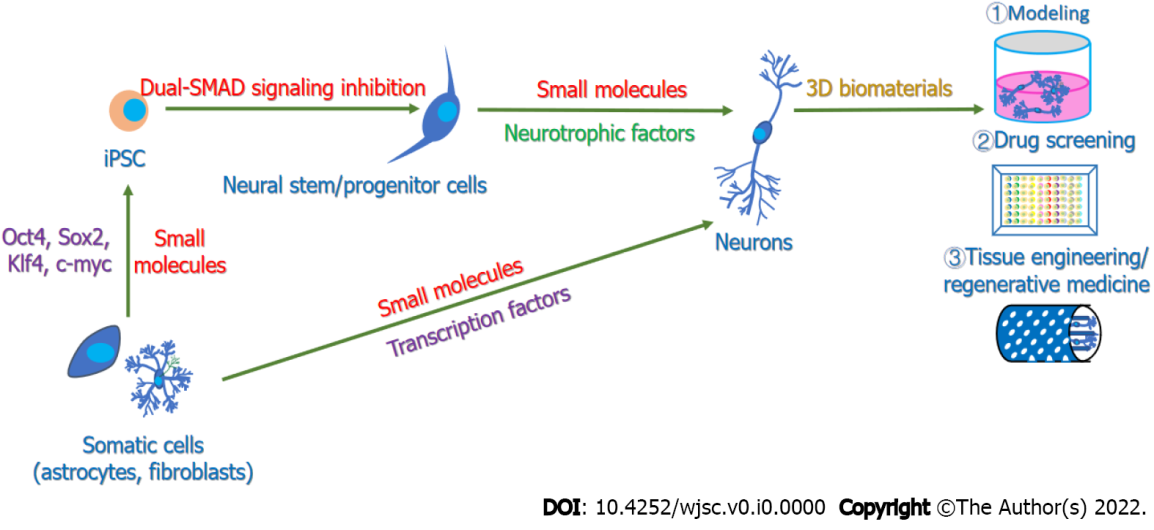 ①Modeling
Dual-SMAD signaling inhibition
Small molecules
3D biomaterials
Neurotrophic factors
②Drug screening
iPSC
Neural stem/progenitor cells
Oct4, Sox2,
Klf4, c-myc
Small
molecules
Neurons
③Tissue engineering/
regenerative medicine
Small molecules
Transcription factors
Somatic cells
(astrocytes, fibroblasts)
DOI: 10.4252/wjsc.v0.i0.0000 Copyright ©The Author(s) 2022.